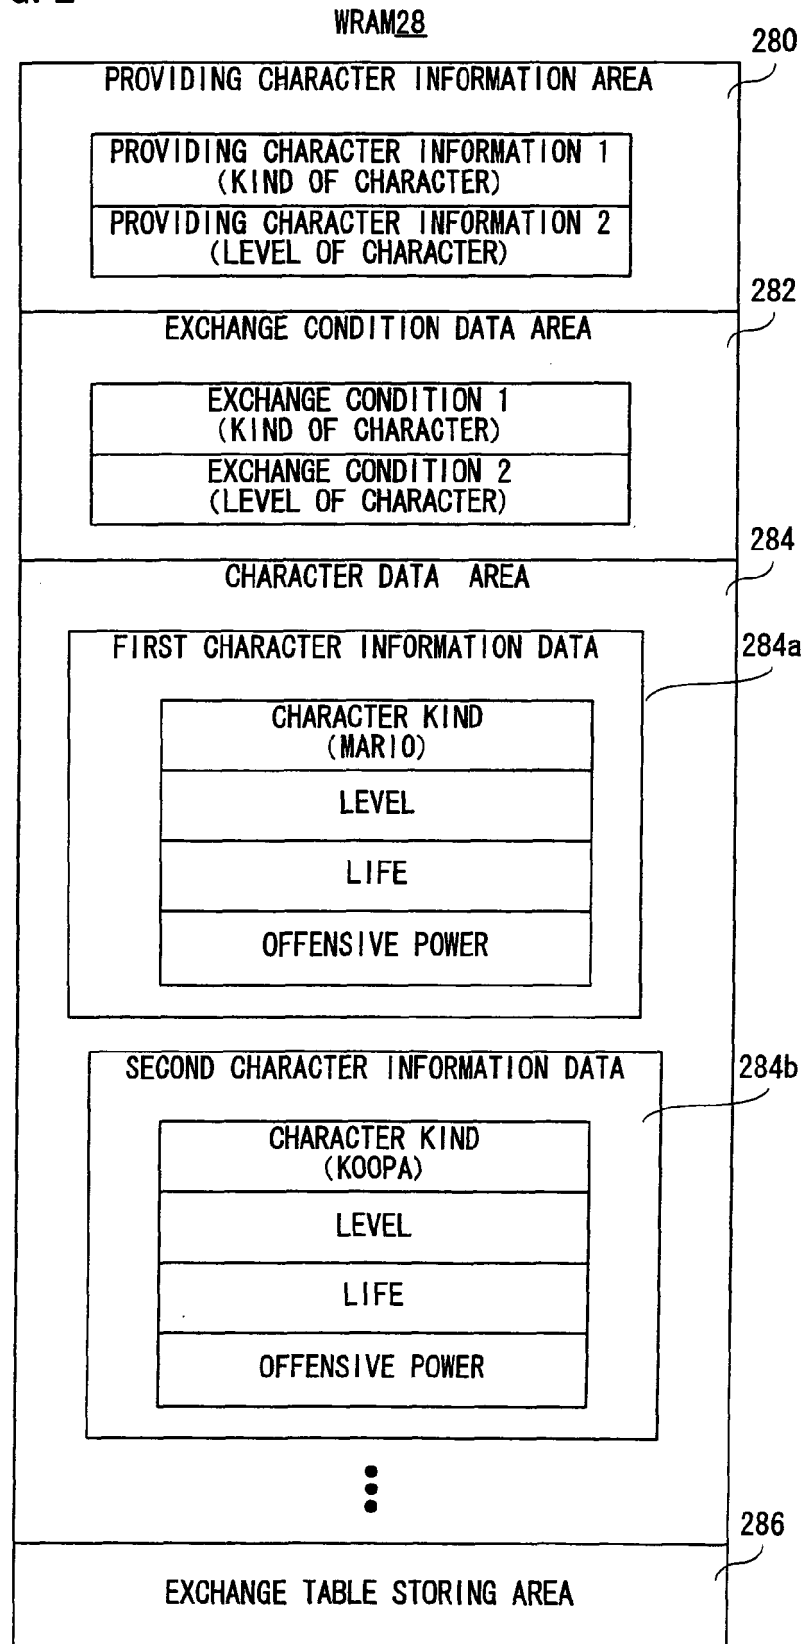 WRAM28
280
PROVIDING CHARACTER INFORMATION AREA
PROVIDING CHARACTER INFORMATION 1
(KIND OF CHARACTER)
PROVIDING CHARACTER INFORMATION 2
(LEVEL OF CHARACTER)
282
EXCHANGE CONDITION DATA AREA
EXCHANGE CONDITION 1
(KIND OF CHARACTER)
EXCHANGE CONDITION 2
(LEVEL OF CHARACTER)
284
CHARACTER DATA AREA
284a
FIRST CHARACTER INFORMATION DATA
CHARACTER KIND
(MARIO)
LEVEL
LIFE
OFFENSIVE POWER
284b
SECOND CHARACTER INFORMATION DATA
CHARACTER KIND
(KOOPA)
LEVEL
LIFE
OFFENSIVE POWER
286
EXCHANGE TABLE STORING AREA